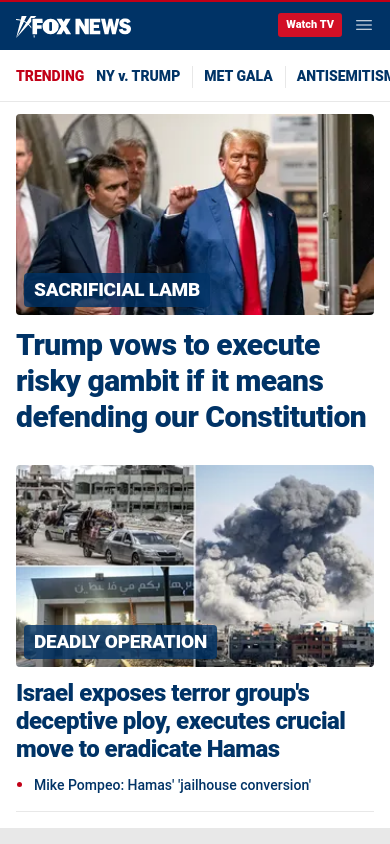 FOX NEWS
Watch TV
TRENDING NY v. TRUMP MET GALA ANTISEMITISM
SACRIFICIAL LAMB
Trump vows to execute
risky gambit if it means
defending our Constitution
DEADLY OPERATION
Israel exposes terror group's
deceptive ploy, executes crucial
move to eradicate Hamas
Mike Pompeo: Hamas' 'jailhouse conversion'